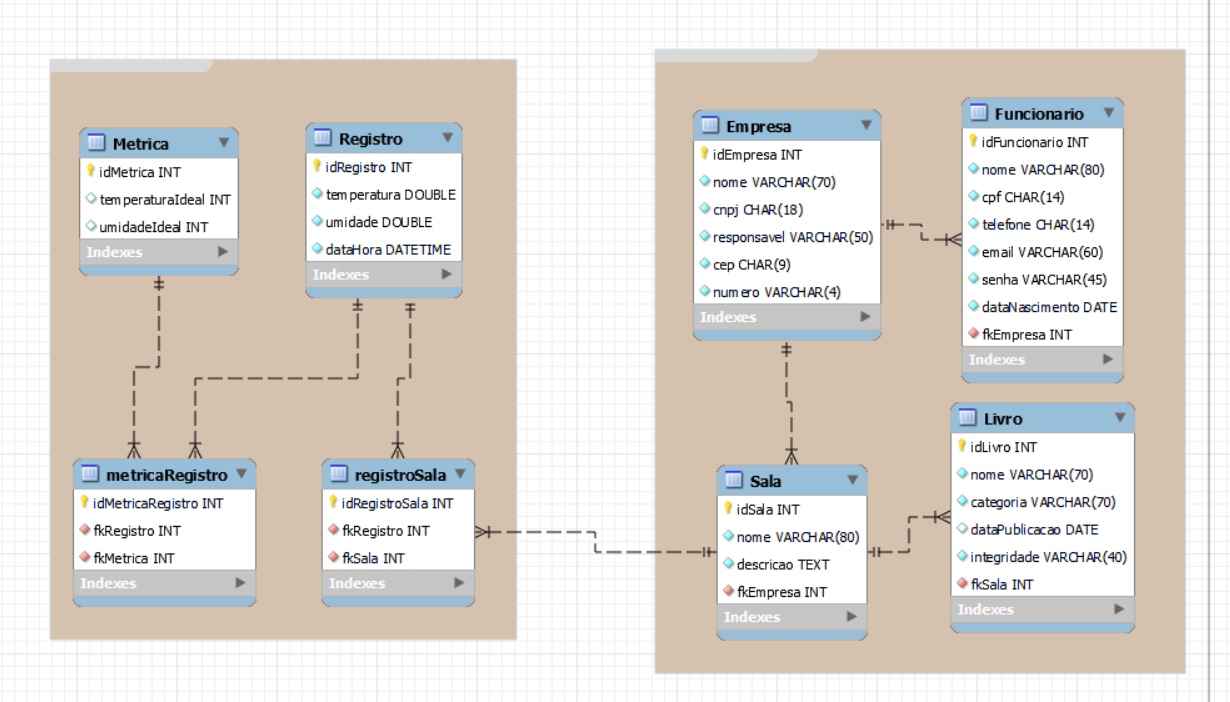 Metrica
idMetrica INT
temperaturaIdeal INT
umidadeIdeal INT
Indexes
Registro
idRegistro INT
temperatura DOUBLE
umidade DOUBLE
dataHora DATETIME
Indexes
metricaRegistro
idMetricaRegistro INT
fkRegistro INT
fkMetrica INT
Indexes
registroSala
idRegistroSala INT
fkRegistro INT
fkSala INT
Indexes
Empresa
idEmpresa INT
nome VARCHAR(70)
cnpj CHAR(18)
responsavel VARCHAR(50)
cep CHAR(9)
numero VARCHAR(4)
Indexes
Funcionario
idFuncionario INT
nome VARCHAR(80)
cpf CHAR(14)
telefone CHAR(14)
email VARCHAR(60)
senha VARCHAR(45)
dataNascimento DATE
fkEmpresa INT
Indexes
Sala
idSala INT
nome VARCHAR(80)
descricao TEXT
fkEmpresa INT
Indexes
Livro
idLivro INT
nome VARCHAR(70)
categoria VARCHAR(70)
dataPublicacao DATE
integridade VARCHAR(40)
fkSala INT
Indexes